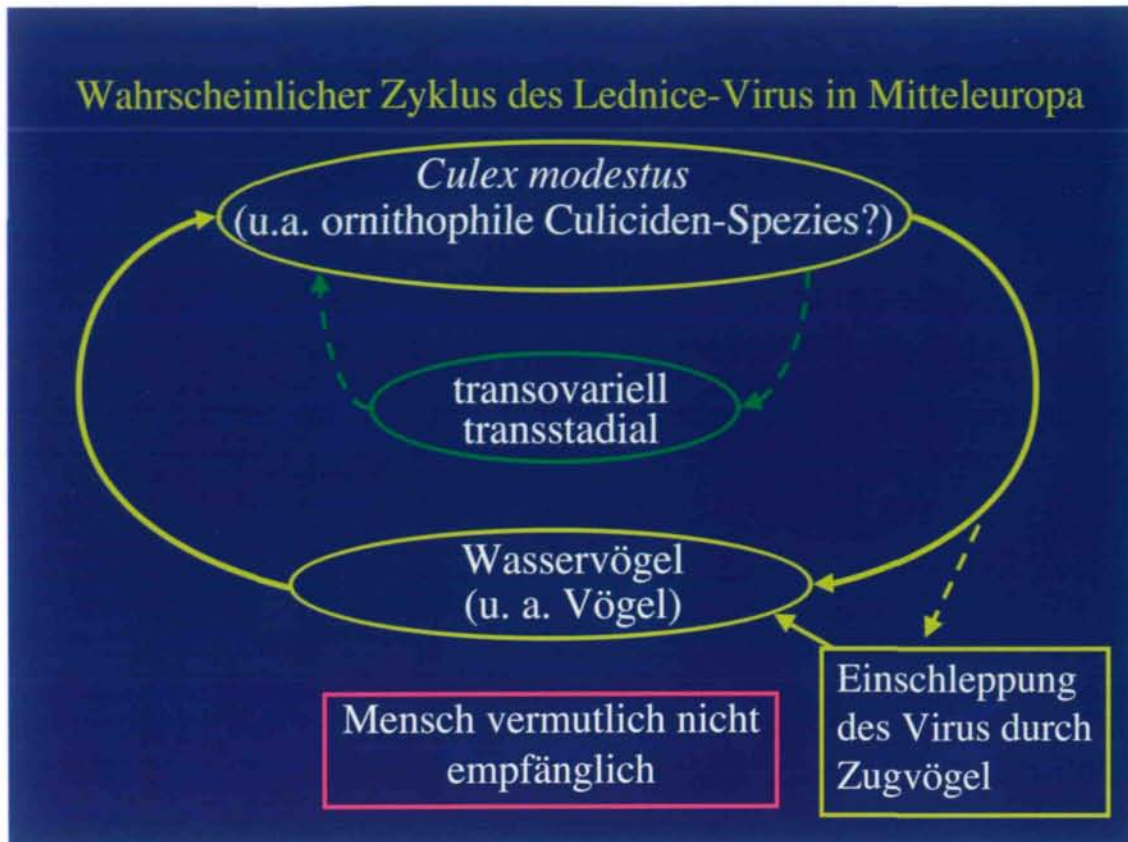 Wahrscheinlicher Zyklus des Lednice-Virus in Mitteleuropa
Culex modestus
(u.a. ornithophile Culiciden-Spezies?)
transovariell
transstadial
Wasservögel
(u. a. Vögel)
Mensch vermutlich nicht
empfänglich
Einschleppung
des Virus durch
Zugvögel